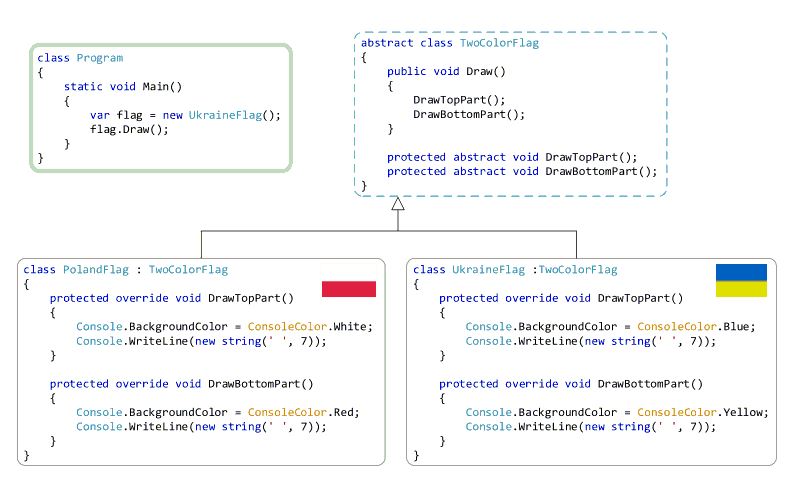 class Program
{
    static void Main()
    {
        var flag = new UkraineFlag();
        flag.Draw();
    }
}
abstract class TwoColorFlag
{
    public void Draw()
    {
        DrawTopPart();
        DrawBottomPart();
    }

    protected abstract void DrawTopPart();
    protected abstract void DrawBottomPart();
}
class PolandFlag : TwoColorFlag
{
    protected override void DrawTopPart()
    {
        Console.BackgroundColor = ConsoleColor.White;
        Console.WriteLine(new string(' ', 7));
    }

    protected override void DrawBottomPart()
    {
        Console.BackgroundColor = ConsoleColor.Red;
        Console.WriteLine(new string(' ', 7));
    }
}
class UkraineFlag :TwoColorFlag
{
    protected override void DrawTopPart()
    {
        Console.BackgroundColor = ConsoleColor.Blue;
        Console.WriteLine(new string(' ', 7));
    }

    protected override void DrawBottomPart()
    {
        Console.BackgroundColor = ConsoleColor.Yellow;
        Console.WriteLine(new string(' ', 7));
    }
}